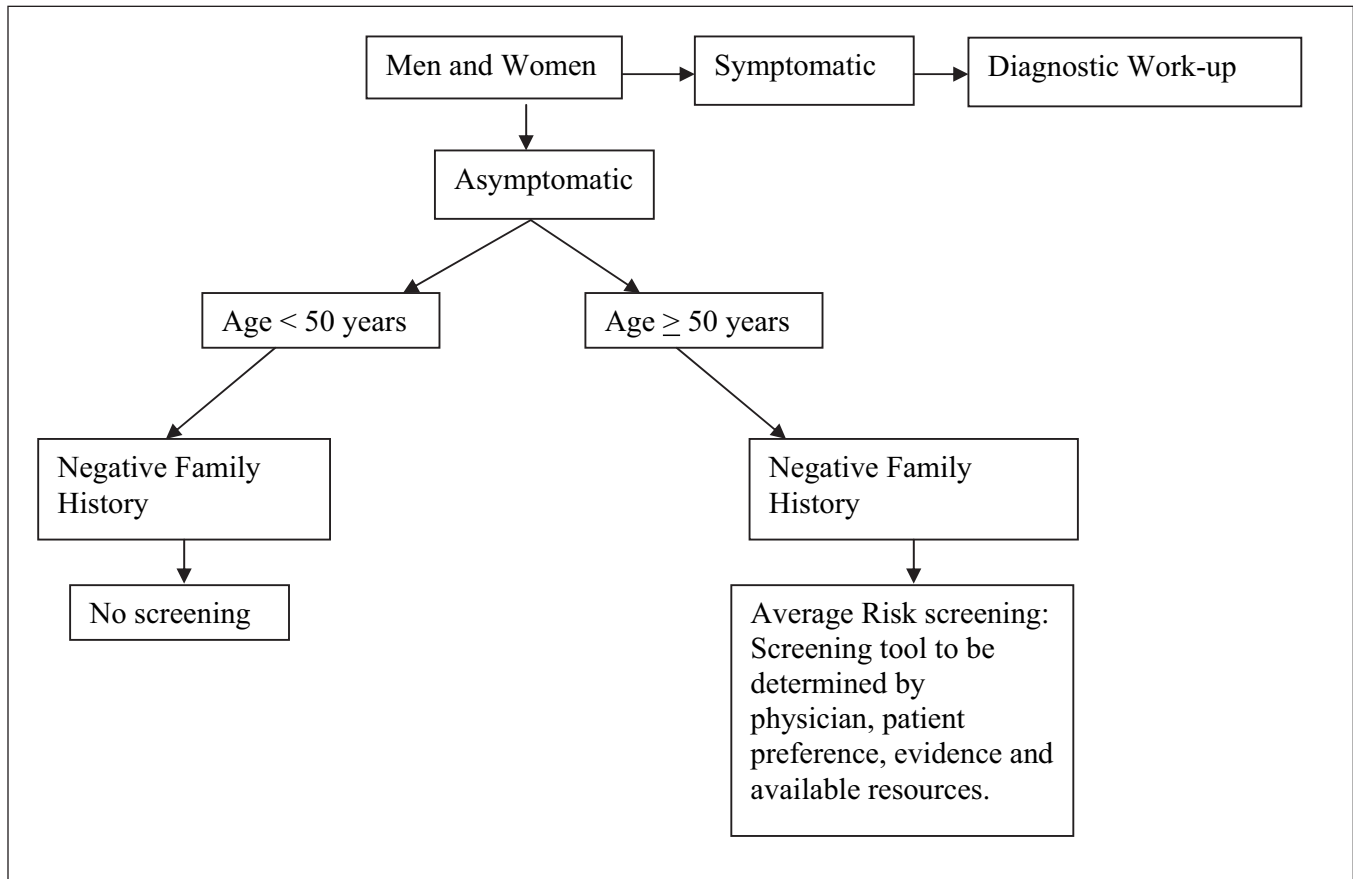 Men and Women
Symptomatic
Diagnostic Work-up
Asymptomatic
Age < 50 years
Age ≥ 50 years
Negative Family
History
Negative Family
History
No screening
Average Risk screening:
Screening tool to be
determined by
physician, patient
preference, evidence and
available resources.